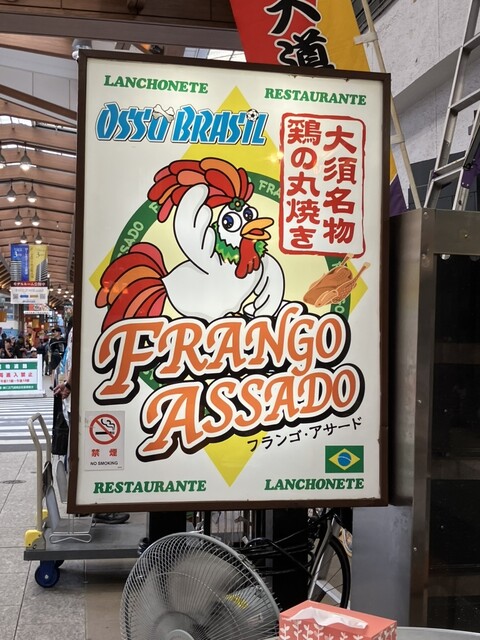 大道
LANCHONETE
RESTAURANTE
OSSO BRASIL
大須名物
鶏の丸焼き
FRANGO
ASSADO
フランゴ・アサード
禁煙
NO SMOKING
RESTAURANTE
LANCHONETE